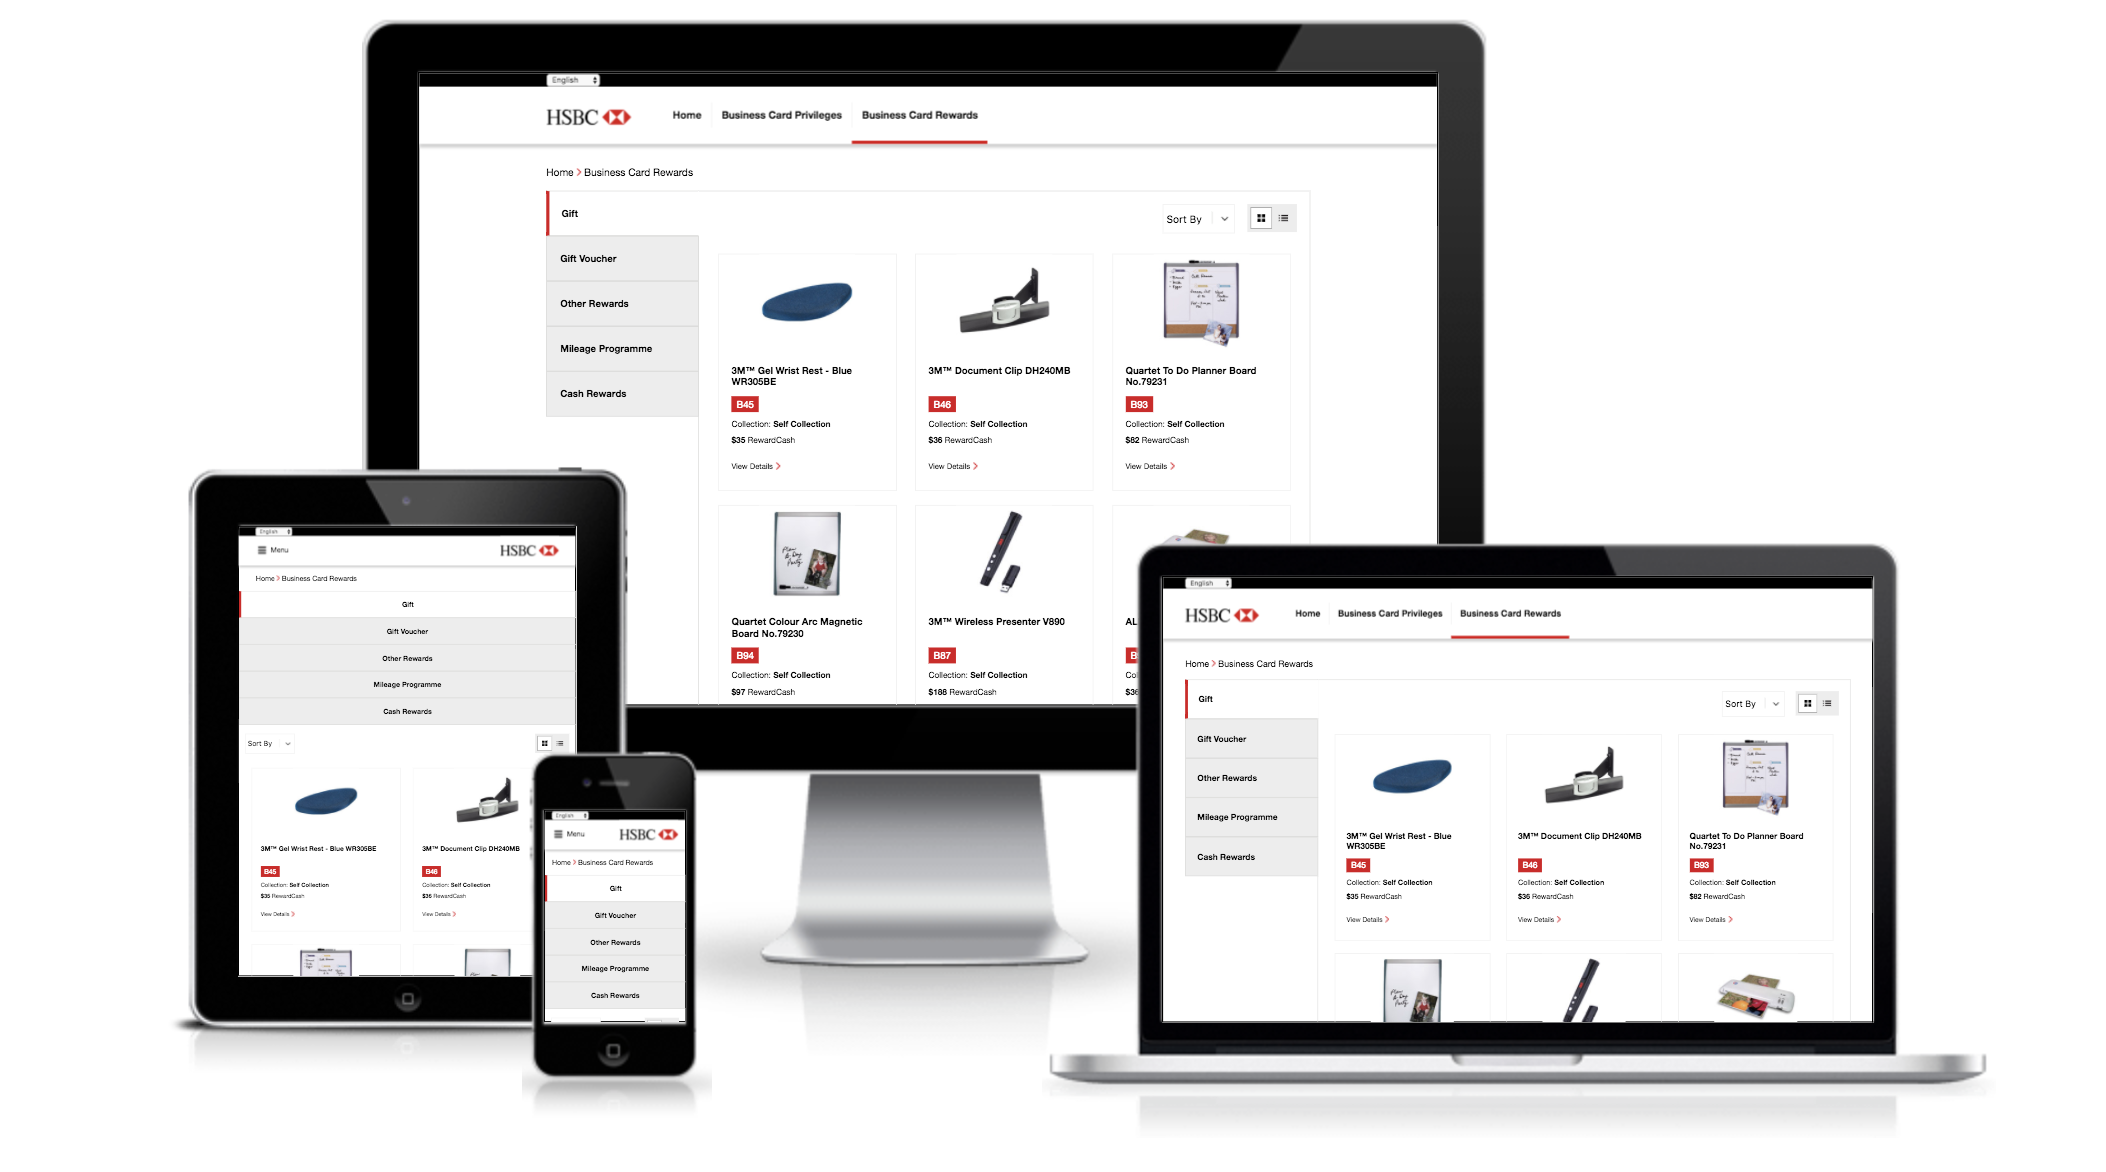 English
HSBC
Home Business Card Privileges Business Card Rewards
Home Business Card Rewards
Gift
Gift Voucher
Other Rewards
Mileage Programme
Cash Rewards
Sort By
3M™ Gel Wrist Rest - Blue
WR305BE
B45
Collection: Self Collection
$35 RewardCash
View Details
3M™ Document Clip DH240MB
B46
Collection: Self Collection
$36 RewardCash
View Details
Quartet To Do Planner Board
No.79231
B93
Collection: Self Collection
$82 RewardCash
View Details
Quartet Colour Arc Magnetic
Board No.79230
B94
Collection: Self Collection
$97 RewardCash
3M™ Wireless Presenter V890
B87
Collection: Self Collection
$188 RewardCash
AL
B
Co
$36
English
Menu
HSBC
Home Business Card Rewards
Gift
Gift Voucher
Other Rewards
Mileage Programme
Cash Rewards
Sort By
3M™ Gel Wrist Rest - Blue WR305BE
B45
Collection: Self Collection
$35 RewardCash
View Details
3M™ Document Clip DH240MB
B46
Collection: Self Collection
$36 RewardCash
View Details
English
Menu
HSBC
Home Business Card Rewards
Gift
Gift Voucher
Other Rewards
Mileage Programme
Cash Rewards
English
HSBC
Home Business Card Privileges Business Card Rewards
Home Business Card Rewards
Gift
Gift Voucher
Other Rewards
Mileage Programme
Cash Rewards
Sort By
3M™ Gel Wrist Rest - Blue
WR305BE
B45
Collection: Self Collection
$35 RewardCash
View Details
3M™ Document Clip DH240MB
B46
Collection: Self Collection
$36 RewardCash
View Details
Quartet To Do Planner Board
No.79231
B93
Collection: Self Collection
$82 RewardCash
View Details